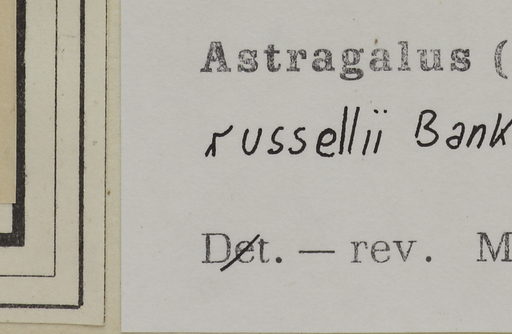 Astragalus (
russellii Bank
Det. — rev. M